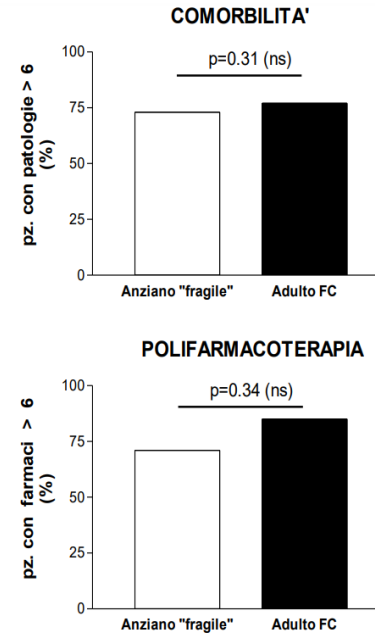 COMORBILITA'
p=0.31 (ns)
pz. con patologie > 6
(%)
100
75
50
25
0
Anziano "fragile"
Adulto FC
POLIFARMACOTERAPIA
p=0.34 (ns)
pz. con farmaci > 6
(%)
100
75
50
25
0
Anziano "fragile"
Adulto FC